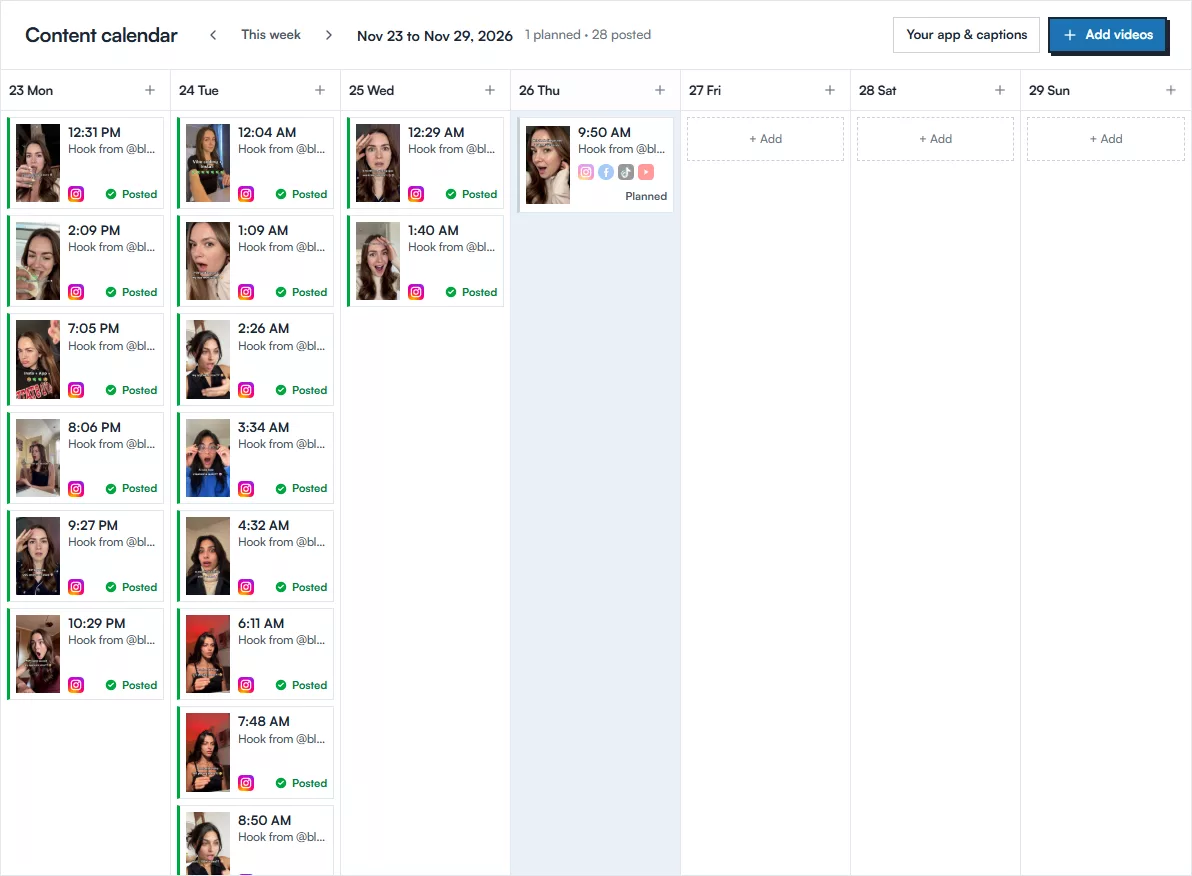 Content calendar
This week
Nov 23 to Nov 29, 2026
1 planned • 28 posted
Your app & captions
+ Add videos
23 Mon +
24 Tue +
25 Wed +
26 Thu +
27 Fri +
28 Sat +
29 Sun +
12:31 PM
Hook from @bl...
Posted
2:09 PM
Hook from @bl...
Posted
7:05 PM
Hook from @bl...
Posted
8:06 PM
Hook from @bl...
Posted
9:27 PM
Hook from @bl...
Posted
10:29 PM
Hook from @bl...
Posted
12:04 AM
Hook from @bl...
Posted
1:09 AM
Hook from @bl...
Posted
2:26 AM
Hook from @bl...
Posted
3:34 AM
Hook from @bl...
Posted
4:32 AM
Hook from @bl...
Posted
6:11 AM
Hook from @bl...
Posted
7:48 AM
Hook from @bl...
Posted
8:50 AM
Hook from @bl...
12:29 AM
Hook from @bl...
Posted
1:40 AM
Hook from @bl...
Posted
9:50 AM
Hook from @bl...
Planned
+ Add
+ Add
+ Add